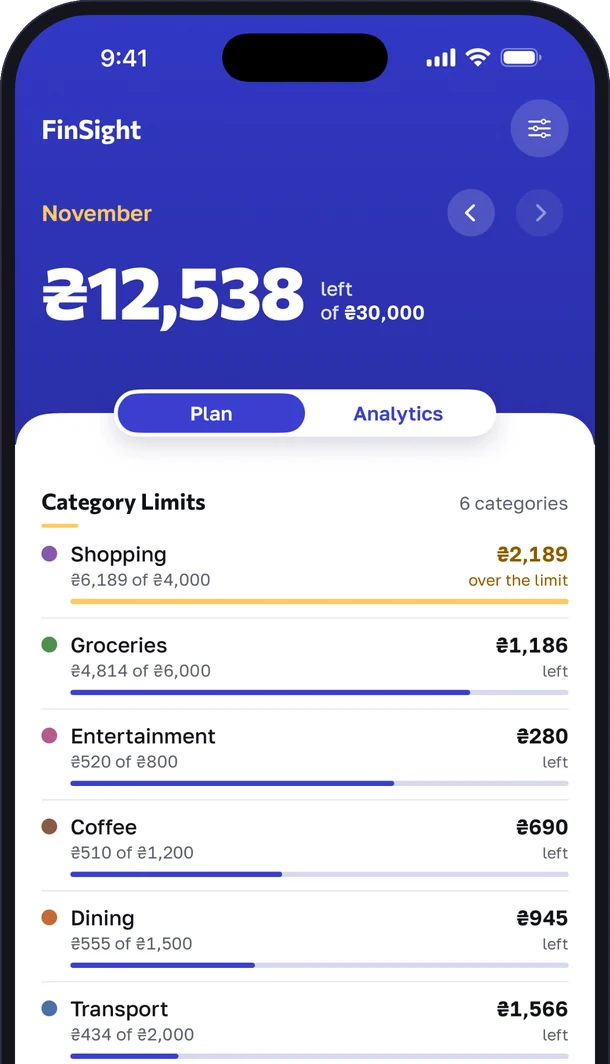 9:41
FinSight
November
₴12,538
left
of ₴30,000
Plan
Analytics
Category Limits
6 categories
Shopping
₴2,189
₴6,189 of ₴4,000
over the limit
Groceries
₴1,186
₴4,814 of ₴6,000
left
Entertainment
₴280
₴520 of ₴800
left
Coffee
₴690
₴510 of ₴1,200
left
Dining
₴945
₴555 of ₴1,500
left
Transport
₴1,566
₴434 of ₴2,000
left